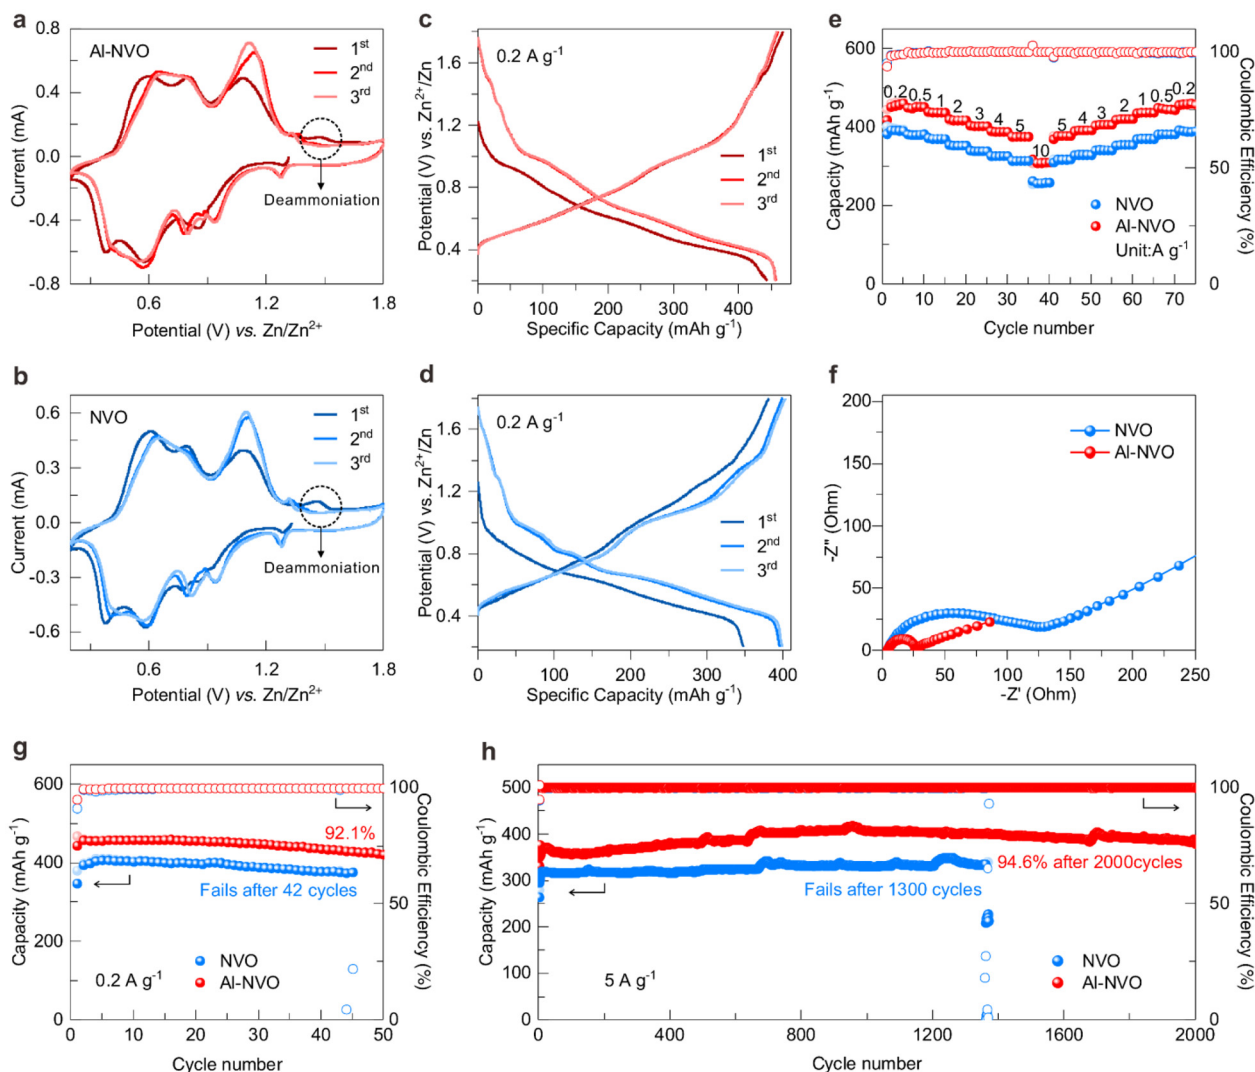 a
Al-NVO
1st
2nd
3rd
Deammoniation
Current (mA)
0.8
0.4
0.0
-0.4
-0.8
0.6 1.2 1.8
Potential (V) vs. Zn/Zn2+
c
0.2 A g-1
1st
2nd
3rd
Potential (V) vs. Zn2+/Zn
1.6
1.2
0.8
0.4
0 100 200 300 400
Specific Capacity (mAh g-1)
e
Capacity (mAh g-1)
600
400
200
0
0.2 0.5 1 2 3 4 5 10 5 4 3 2 1 0.5 0.2
NVO
Al-NVO
Unit:A g-1
100
50
0
Coulombic Efficiency (%)
0 10 20 30 40 50 60 70
Cycle number
b
NVO
1st
2nd
3rd
Deammoniation
Current (mA)
0.6
0.3
0.0
-0.3
-0.6
0.6 1.2 1.8
Potential (V) vs. Zn/Zn2+
d
0.2 A g-1
1st
2nd
3rd
Potential (V) vs. Zn2+/Zn
1.6
1.2
0.8
0.4
0 100 200 300 400
Specific Capacity (mAh g-1)
f
NVO
Al-NVO
-Z" (Ohm)
200
150
100
50
0
0 50 100 150 200 250
-Z' (Ohm)
g
Capacity (mAh g-1)
600
400
200
0
92.1%
Fails after 42 cycles
NVO
Al-NVO
0.2 A g-1
100
50
0
Coulombic Efficiency (%)
0 10 20 30 40 50
Cycle number
h
Capacity (mAh g-1)
500
400
300
200
100
0
94.6% after 2000cycles
Fails after 1300 cycles
NVO
Al-NVO
5 A g-1
100
50
0
Coulombic Efficiency (%)
0 400 800 1200 1600 2000
Cycle number